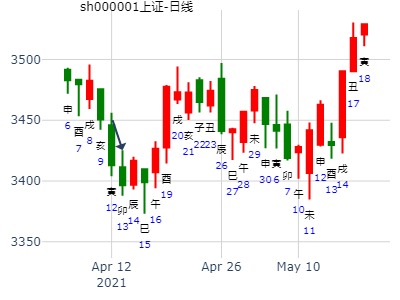 sh000001上证-日线
3500
3450
3400
3350
申
6
酉
7
戌
8
亥
9
寅
12
卯
13
辰
14
巳
15
午
16
酉
19
戌
20
亥
21
子
22
丑
23
辰
26
巳
27
午
28
未
29
申
30
寅
6
卯
7
午
10
未
11
申
12
酉
13
戌
14
丑
17
寅
18
Apr 12
2021
Apr 26
May 10